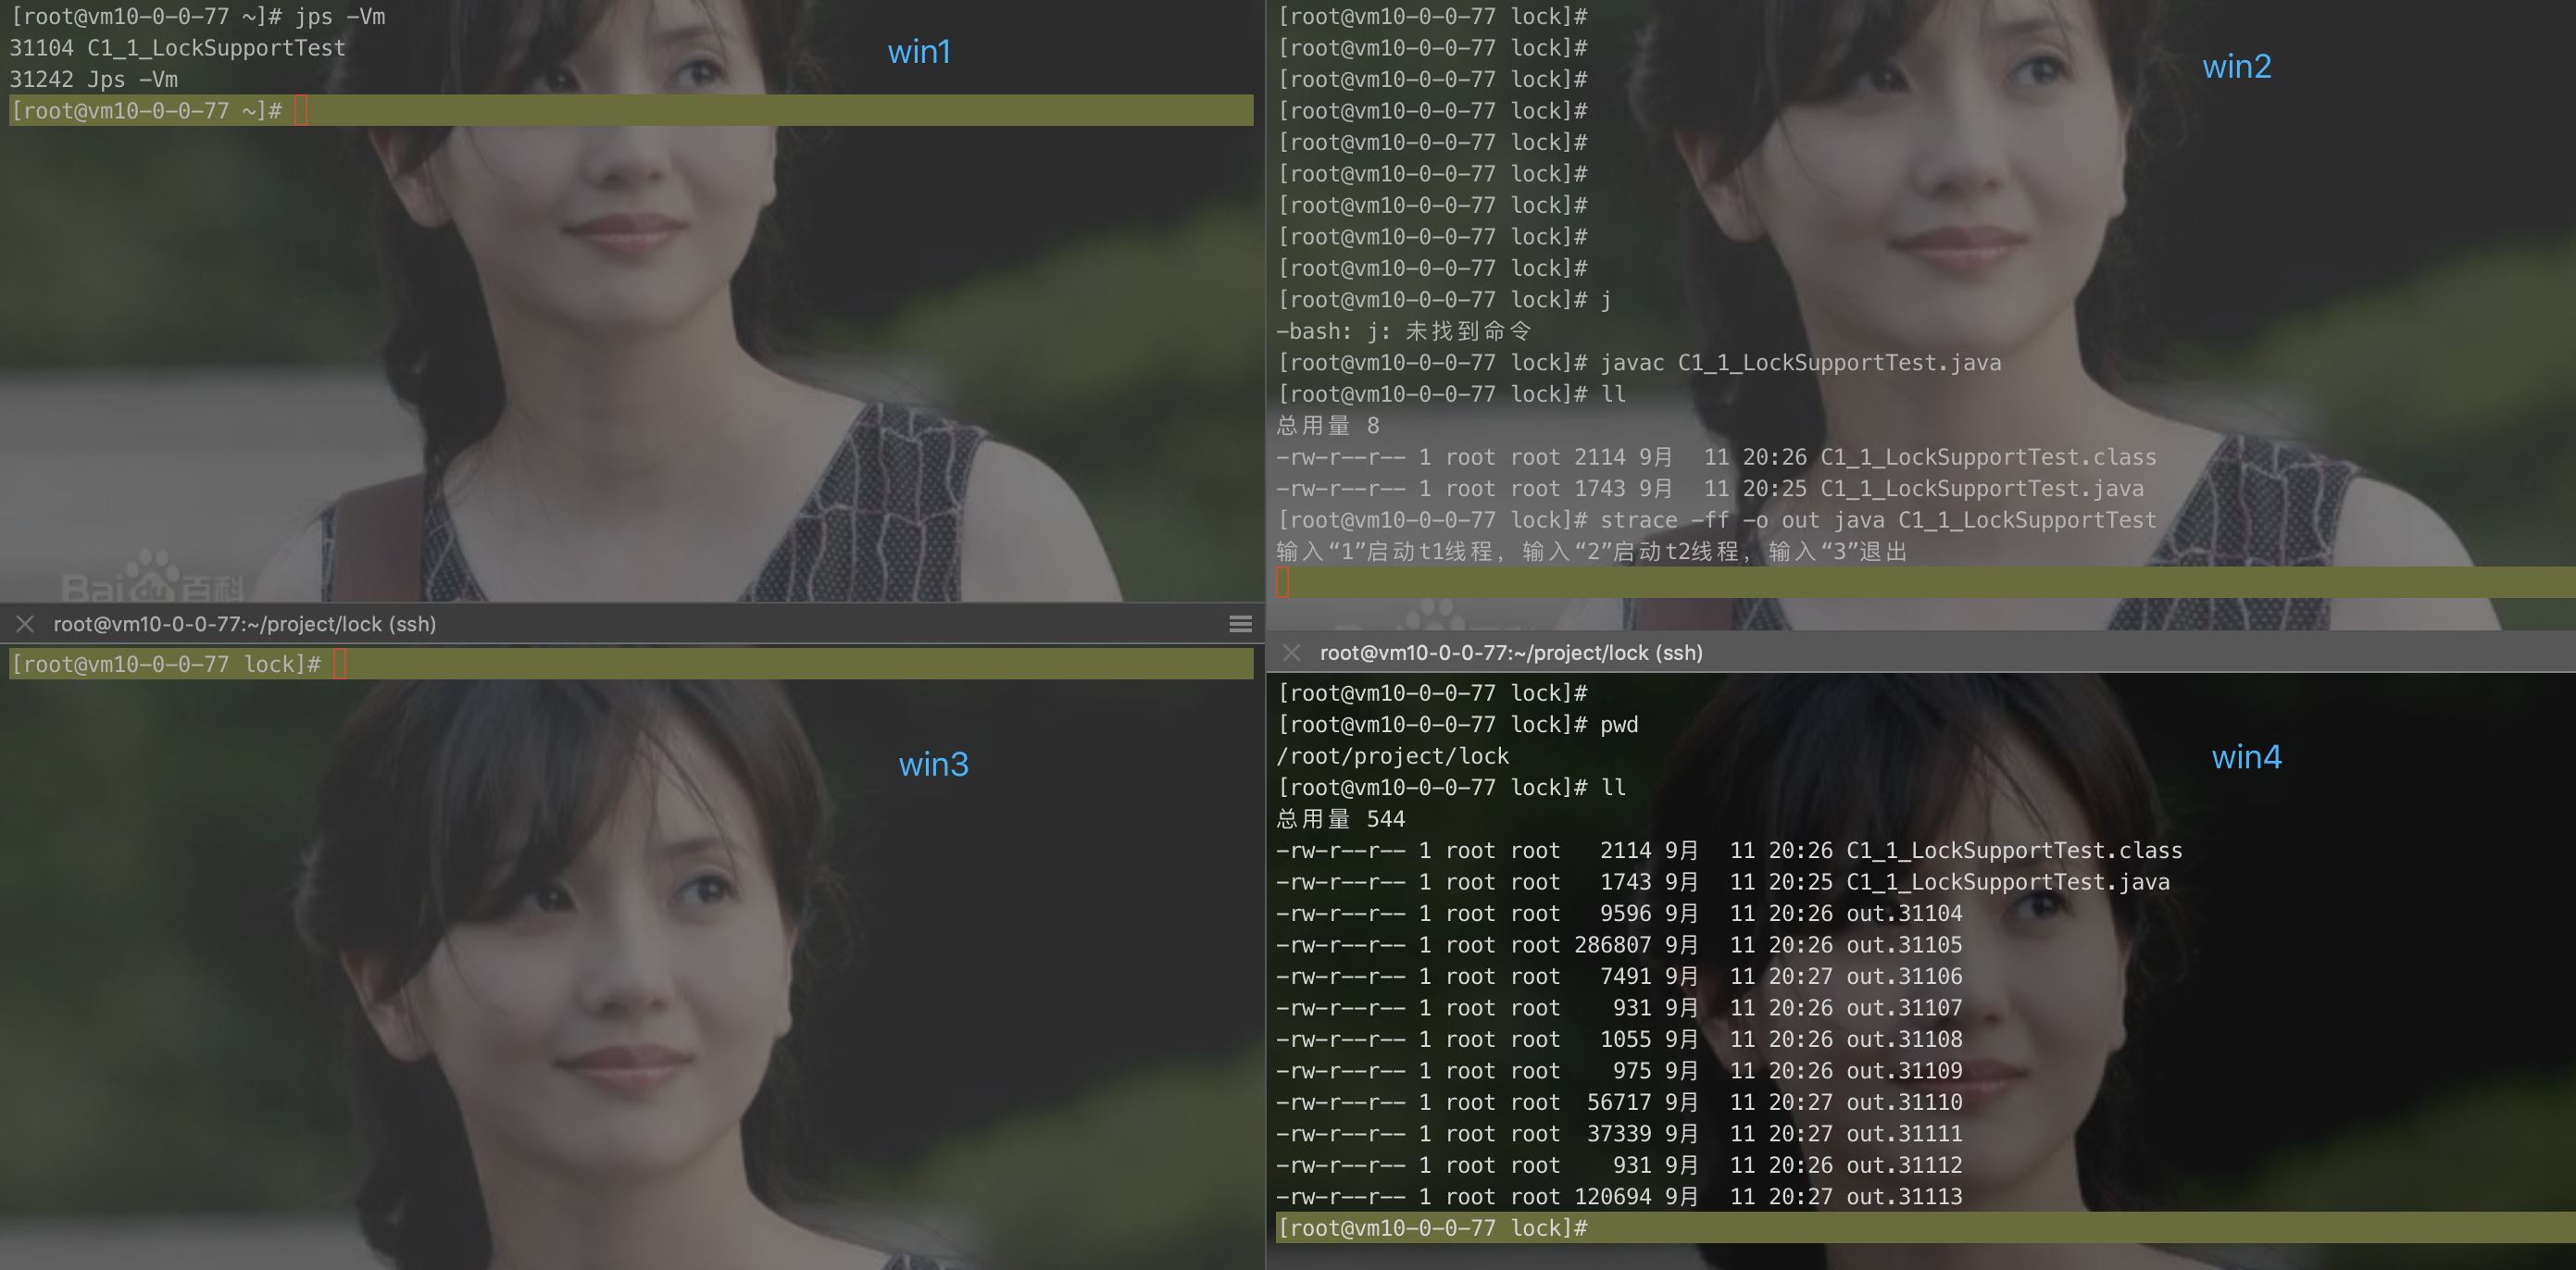 [root@vm10-0-0-77 ~]# jps -Vm
31104 C1_1_LockSupportTest
31242 Jps -Vm
[root@vm10-0-0-77 ~]#
win1
Bai du 百科
[root@vm10-0-0-77 lock]#
[root@vm10-0-0-77 lock]#
[root@vm10-0-0-77 lock]#
[root@vm10-0-0-77 lock]#
[root@vm10-0-0-77 lock]#
[root@vm10-0-0-77 lock]#
[root@vm10-0-0-77 lock]#
[root@vm10-0-0-77 lock]#
[root@vm10-0-0-77 lock]#
[root@vm10-0-0-77 lock]# j
-bash: j: 未找到命令
[root@vm10-0-0-77 lock]# javac C1_1_LockSupportTest.java
[root@vm10-0-0-77 lock]# ll
总用量 8
-rw-r--r-- 1 root root 2114 9月  11 20:26 C1_1_LockSupportTest.class
-rw-r--r-- 1 root root 1743 9月  11 20:25 C1_1_LockSupportTest.java
[root@vm10-0-0-77 lock]# strace -ff -o out java C1_1_LockSupportTest
输入“1”启动t1线程, 输入“2”启动t2线程, 输入“3”退出
win2
root@vm10-0-0-77:~/project/lock (ssh)
[root@vm10-0-0-77 lock]#
win3
root@vm10-0-0-77:~/project/lock (ssh)
[root@vm10-0-0-77 lock]#
[root@vm10-0-0-77 lock]# pwd
/root/project/lock
[root@vm10-0-0-77 lock]# ll
总用量 544
-rw-r--r-- 1 root root   2114 9月  11 20:26 C1_1_LockSupportTest.class
-rw-r--r-- 1 root root   1743 9月  11 20:25 C1_1_LockSupportTest.java
-rw-r--r-- 1 root root   9596 9月  11 20:26 out.31104
-rw-r--r-- 1 root root 286807 9月  11 20:26 out.31105
-rw-r--r-- 1 root root   7491 9月  11 20:27 out.31106
-rw-r--r-- 1 root root    931 9月  11 20:26 out.31107
-rw-r--r-- 1 root root   1055 9月  11 20:26 out.31108
-rw-r--r-- 1 root root    975 9月  11 20:26 out.31109
-rw-r--r-- 1 root root  56717 9月  11 20:27 out.31110
-rw-r--r-- 1 root root  37339 9月  11 20:27 out.31111
-rw-r--r-- 1 root root    931 9月  11 20:26 out.31112
-rw-r--r-- 1 root root 120694 9月  11 20:27 out.31113
[root@vm10-0-0-77 lock]#
win4